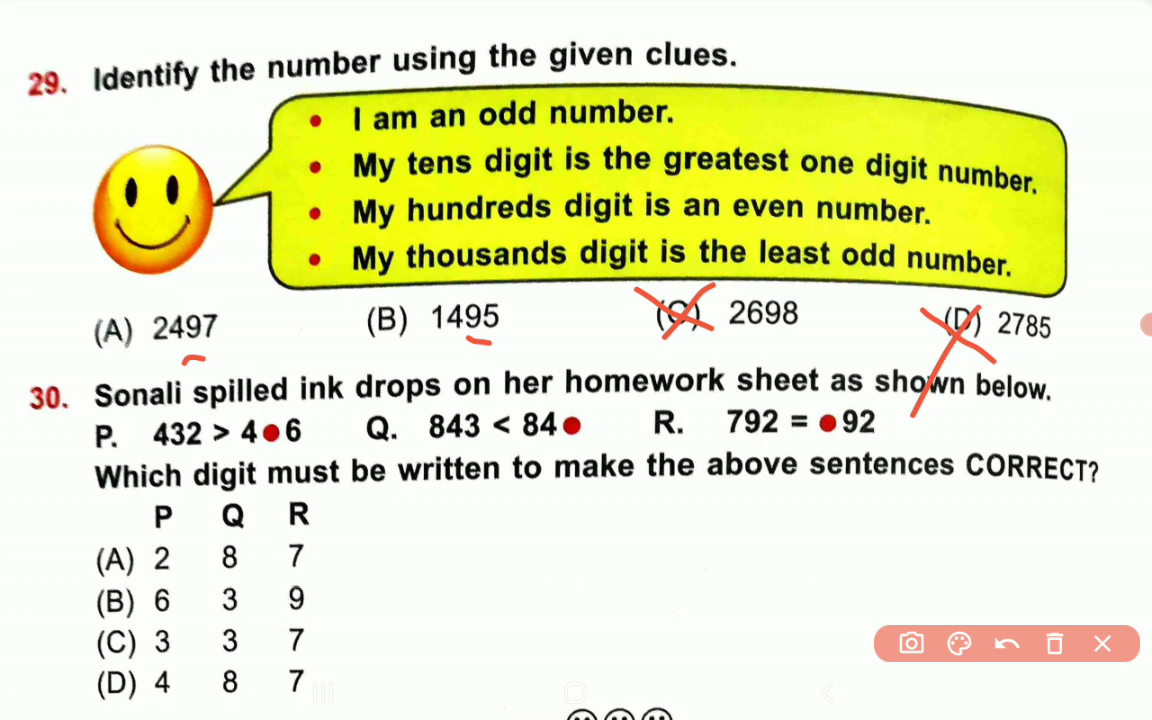 29. Identify the number using the given clues.
• I am an odd number.
• My tens digit is the greatest one digit number.
• My hundreds digit is an even number.
• My thousands digit is the least odd number.
(A) 2497 (B) 1495 (C) 2698 (D) 2785
30. Sonali spilled ink drops on her homework sheet as shown below.
P. 432 > 4●6 Q. 843 < 84● R. 792 = ●92
Which digit must be written to make the above sentences CORRECT?
P Q R
(A) 2 8 7
(B) 6 3 9
(C) 3 3 7
(D) 4 8 7